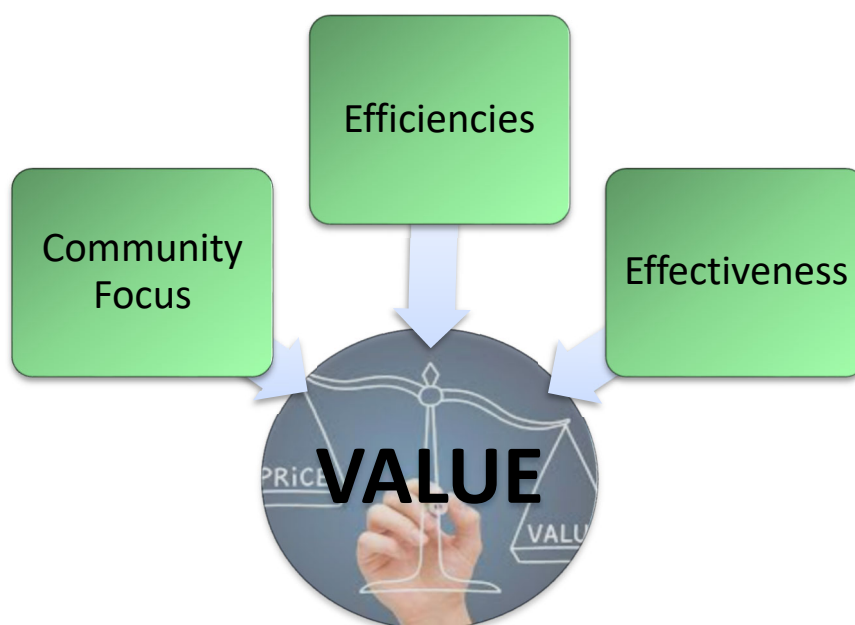 Efficiencies
Community
Focus
Effectiveness
VALUE
PRiCE
VALU